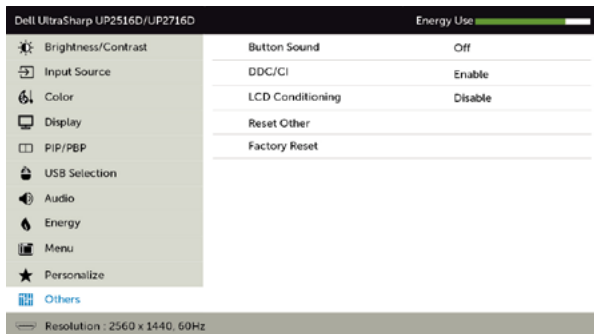 Dell UltraSharp UP2516D/UP2716D Energy Use
Brightness/Contrast Button Sound Off
Input Source DDC/CI Enable
Color LCD Conditioning Disable
Display Reset Other
PIP/PBP Factory Reset
USB Selection
Audio
Energy
Menu
Personalize
Others
Resolution : 2560 x 1440, 60Hz